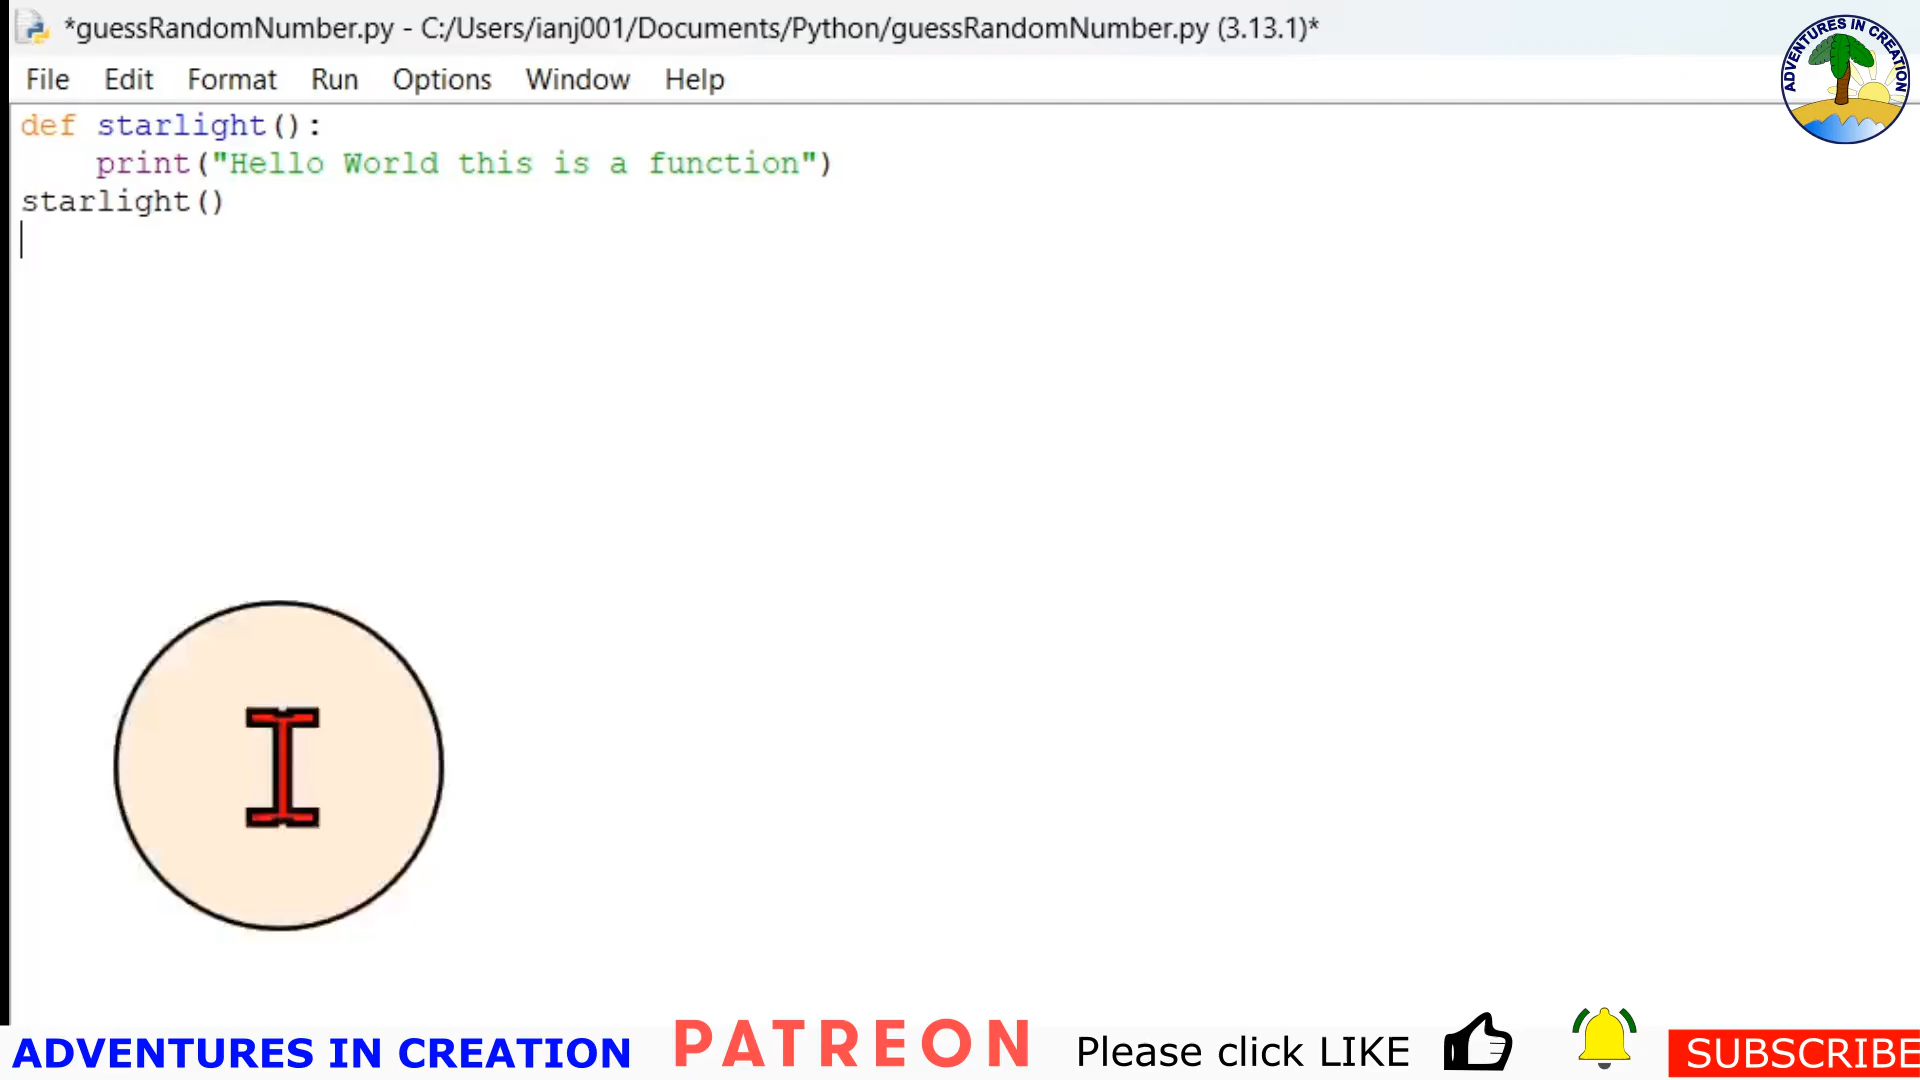 *guessRandomNumber.py - C:/Users/ianj001/Documents/Python/guessRandomNumber.py (3.13.1)*
File Edit Format Run Options Window Help
ADVENTURES IN CREATION
def starlight():
    print("Hello World this is a function")
starlight()
ADVENTURES IN CREATION PATREON Please click LIKE SUBSCRIBE